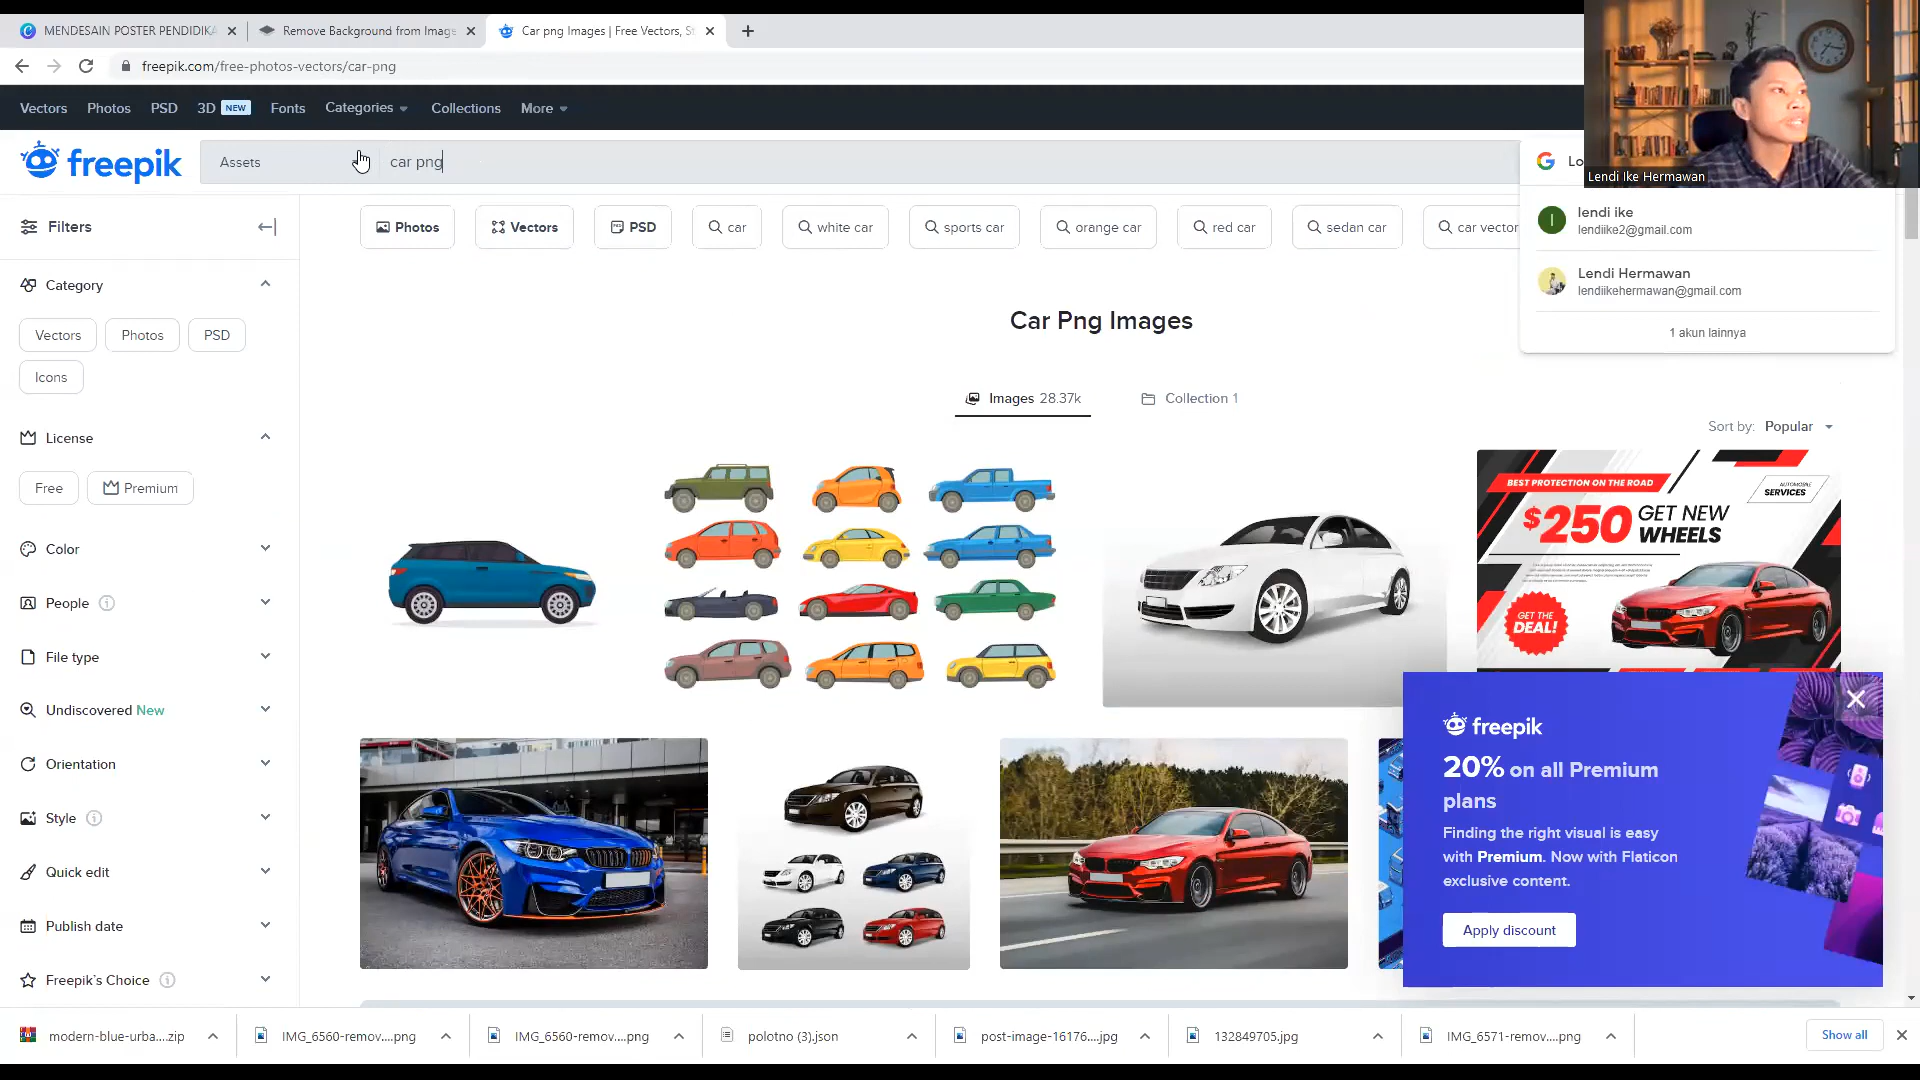 MENDESAIN POSTER PENDIDIKA
Remove Background from Image
Car png Images | Free Vectors, St
freepik.com/free-photos-vectors/car-png
Vectors
Photos
PSD
3D NEW
Fonts
Categories
Collections
More
freepik
Assets
car png
Lo
Lendi Ike Hermawan
lendi ike
lendiike2@gmail.com
Lendi Hermawan
lendiikehermawan@gmail.com
1 akun lainnya
Filters
Photos
Vectors
PSD
car
white car
sports car
orange car
red car
sedan car
car vector
Category
Vectors
Photos
PSD
Icons
License
Free
Premium
Color
People
File type
Undiscovered New
Orientation
Style
Quick edit
Publish date
Freepik's Choice
Car Png Images
Images 28.37k
Collection 1
Sort by: Popular
BEST PROTECTION ON THE ROAD
AUTOMOBILE
SERVICES
$250 GET NEW
WHEELS
GET THE
DEAL!
freepik
20% on all Premium
plans
Finding the right visual is easy
with Premium. Now with Flaticon
exclusive content.
Apply discount
modern-blue-urba....zip
IMG_6560-remov....png
IMG_6560-remov....png
polotno (3).json
post-image-16176....jpg
132849705.jpg
IMG_6571-remov....png
Show all